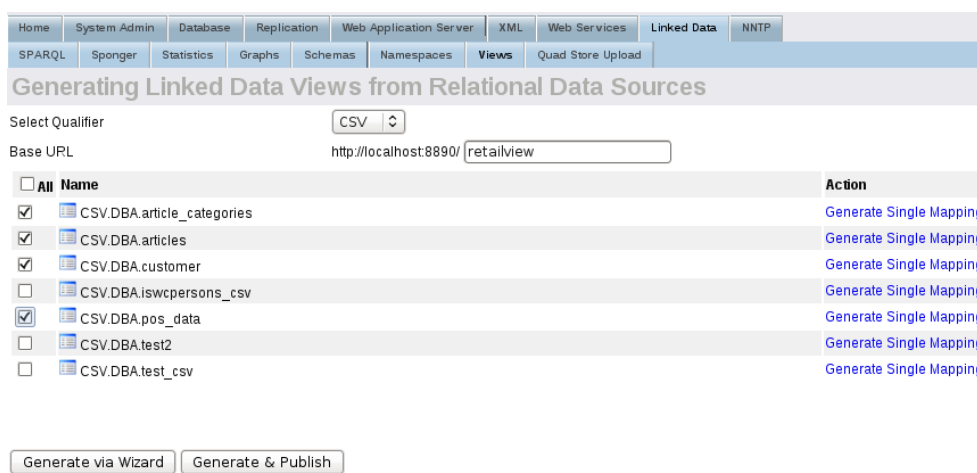 Home System Admin Database Replication Web Application Server XML Web Services Linked Data NNTP
SPARQL Sponger Statistics Graphs Schemas Namespaces Views Quad Store Upload
Generating Linked Data Views from Relational Data Sources
Select Qualifier CSV
Base URL http://localhost:8890/ retailview
All Name Action
CSV.DBA.article_categories Generate Single Mapping
CSV.DBA.articles Generate Single Mapping
CSV.DBA.customer Generate Single Mapping
CSV.DBA.iswcpersons_csv Generate Single Mapping
CSV.DBA.pos_data Generate Single Mapping
CSV.DBA.test2 Generate Single Mapping
CSV.DBA.test_csv Generate Single Mapping
Generate via Wizard Generate & Publish